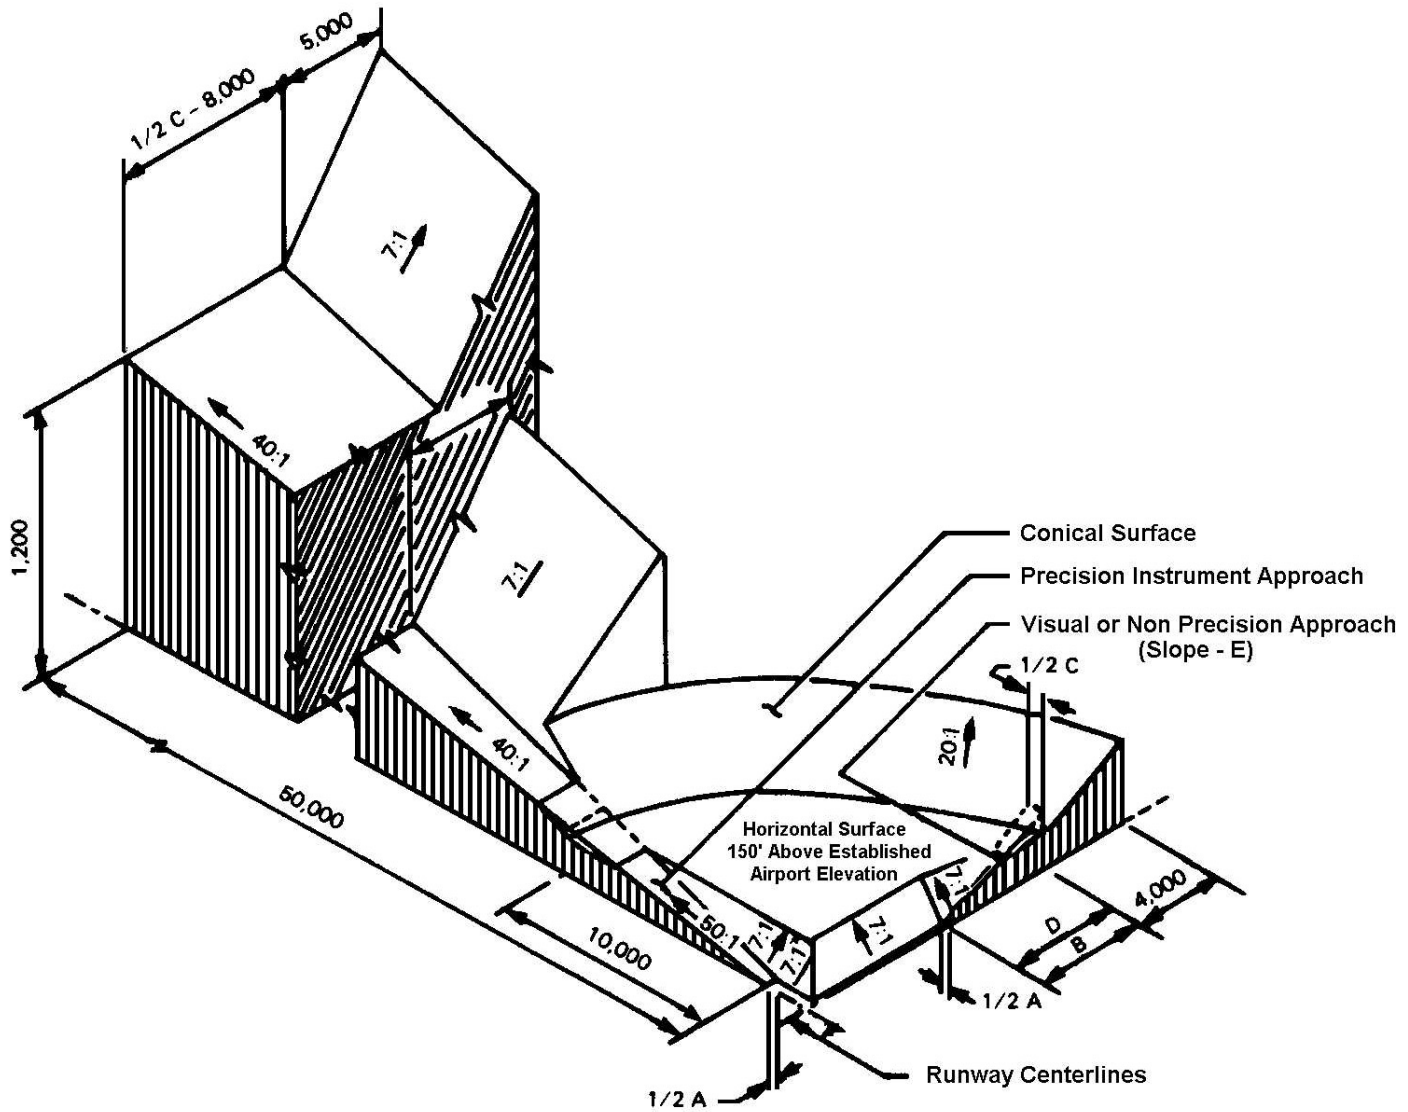 5,000
1/2 C - 8,000
7:1
40:1
1,200
7:1
Conical Surface
Precision Instrument Approach
Visual or Non Precision Approach
(Slope - E)
1/2 C
40:1
20:1
50,000
Horizontal Surface
150' Above Established
Airport Elevation
7:1
4,000
50:1
7:1
7:1
7:1
D
B
10,000
1/2 A
Runway Centerlines
1/2 A